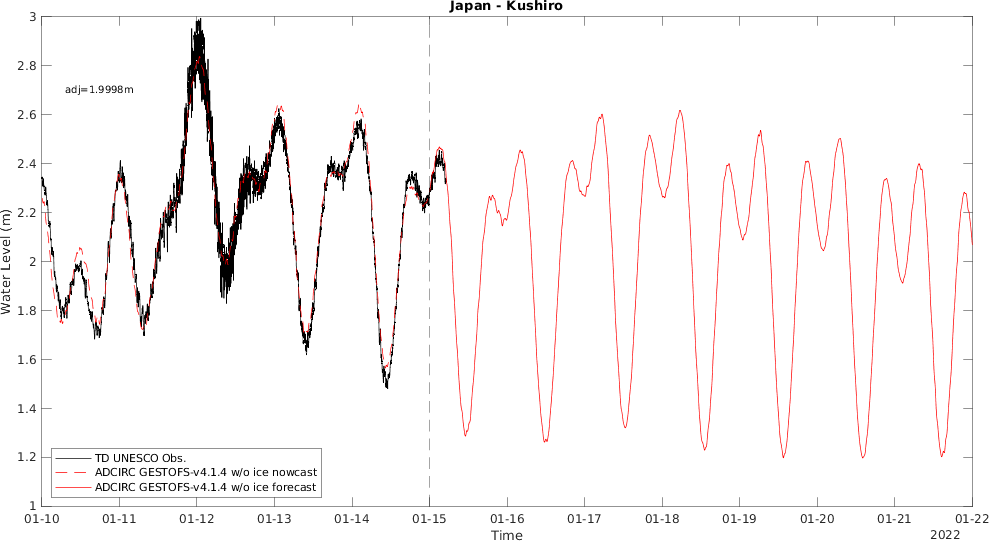 Japan - Kushiro
3
2.8
adj=1.9998m
2.6
2.4
2.2
2
1.8
1.6
1.4
1.2
1
Water Level (m)
TD UNESCO Obs.
ADCIRC GESTOFS-v4.1.4 w/o ice nowcast
ADCIRC GESTOFS-v4.1.4 w/o ice forecast
01-10 01-11 01-12 01-13 01-14 01-15 01-16 01-17 01-18 01-19 01-20 01-21 01-22
Time
2022